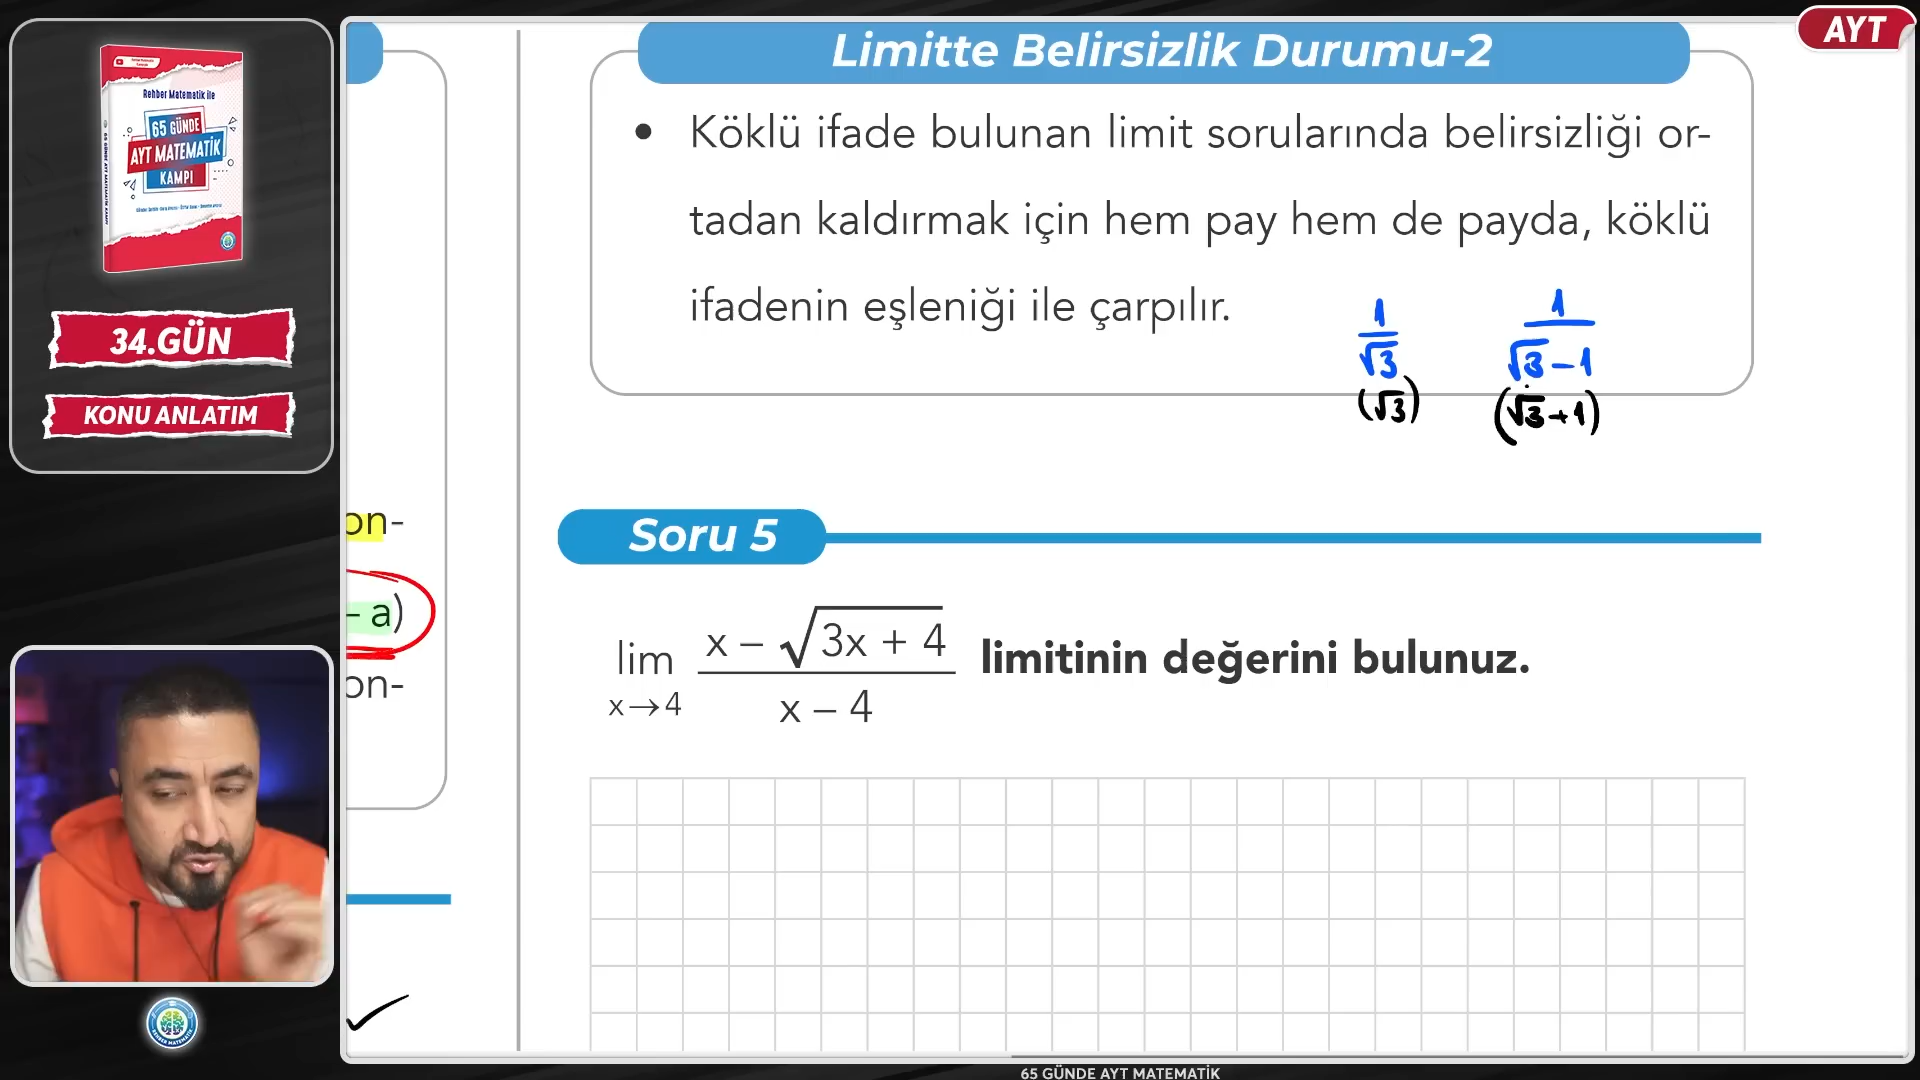 AYT
Rehber Matematik ile
65 GÜNDE
AYT MATEMATİK
KAMPI
34.GÜN
KONU ANLATIM
on-
- a)
on-
Limitte Belirsizlik Durumu-2
• Köklü ifade bulunan limit sorularında belirsizliği or-
tadan kaldırmak için hem pay hem de payda, köklü
ifadenin eşleniği ile çarpılır.
1/√3 1/(√3-1)
(√3) (√3+1)
Soru 5
lim x→4 (x - √(3x + 4))/(x - 4) limitinin değerini bulunuz.
65 GÜNDE AYT MATEMATİK